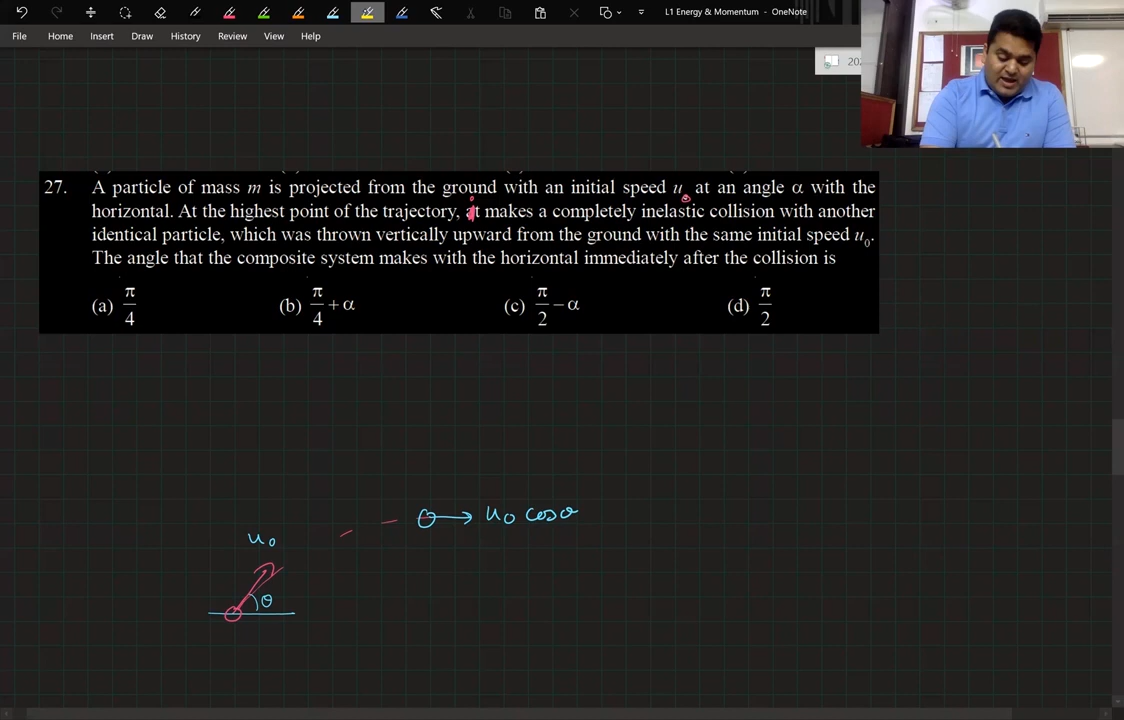 L1 Energy & Momentum - OneNote
File Home Insert Draw History Review View Help
202
27. A particle of mass m is projected from the ground with an initial speed u₀ at an angle α with the
horizontal. At the highest point of the trajectory, it makes a completely inelastic collision with another
identical particle, which was thrown vertically upward from the ground with the same initial speed u₀.
The angle that the composite system makes with the horizontal immediately after the collision is
(a) π/4 (b) π/4 + α (c) π/2 − α (d) π/2
u₀ cos α
u₀
θ